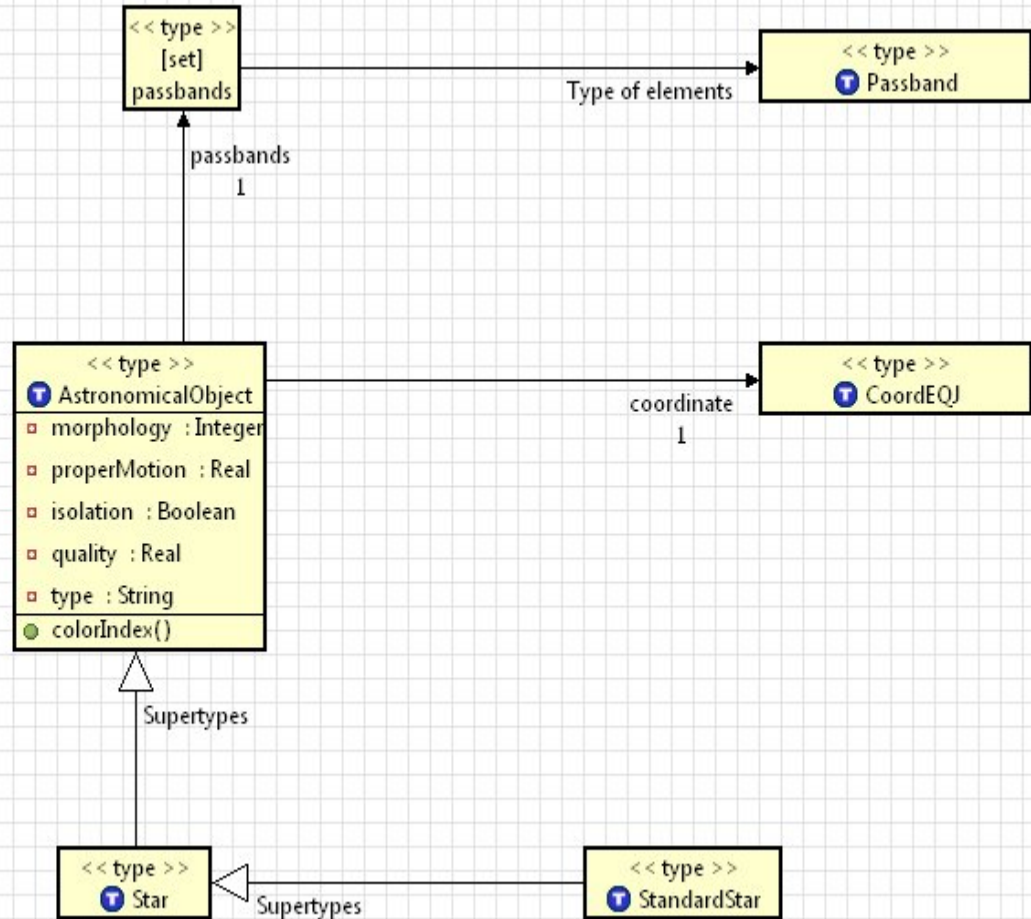 << type >>
[set]
passbands
<< type >>
T Passband
Type of elements
passbands
1
<< type >>
T AstronomicalObject
morphology : Integer
properMotion : Real
isolation : Boolean
quality : Real
type : String
colorIndex()
<< type >>
T CoordEQJ
coordinate
1
Supertypes
<< type >>
T Star
Supertypes
<< type >>
T StandardStar